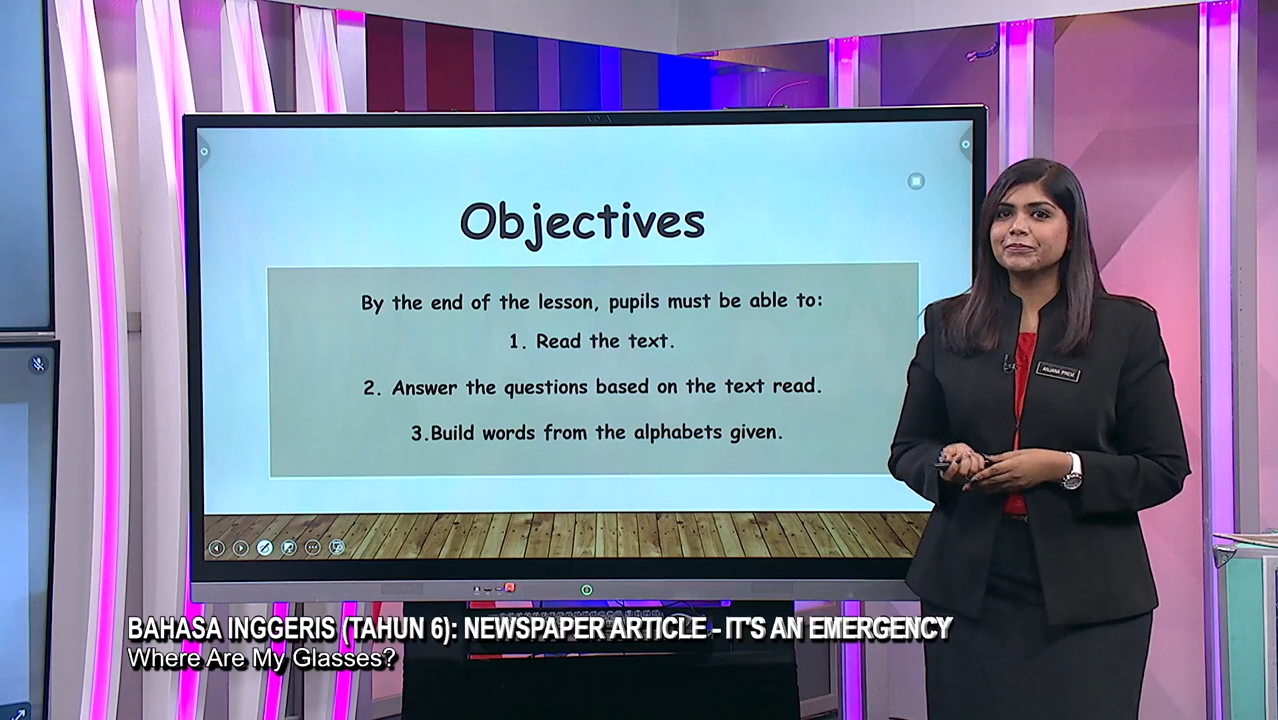 Objectives
By the end of the lesson, pupils must be able to:
1. Read the text.
2. Answer the questions based on the text read.
3.Build words from the alphabets given.
ANJANA PREM
BAHASA INGGERIS (TAHUN 6): NEWSPAPER ARTICLE - IT'S AN EMERGENCY
Where Are My Glasses?